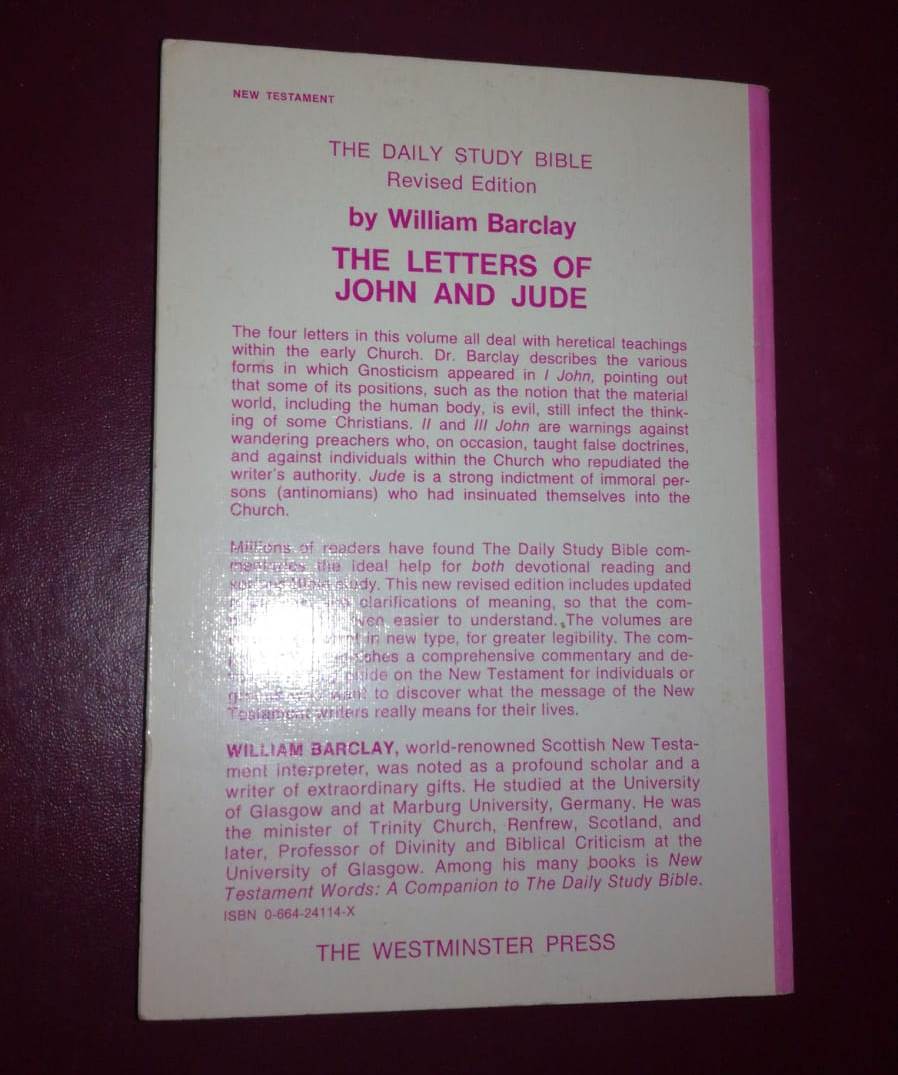 NEW TESTAMENT
THE DAILY STUDY BIBLE
Revised Edition
by William Barclay
THE LETTERS OF
JOHN AND JUDE
The four letters in this volume all deal with heretical teachings
within the early Church. Dr. Barclay describes the various
forms in which Gnosticism appeared in I John, pointing out
that some of its positions, such as the notion that the material
world, including the human body, is evil, still infect the think-
ing of some Christians. II and III John are warnings against
wandering preachers who, on occasion, taught false doctrines,
and against individuals within the Church who repudiated the
writer's authority. Jude is a strong indictment of immoral per-
sons (antinomians) who had insinuated themselves into the
Church.
Millions of readers have found The Daily Study Bible com-
the ideal help for both devotional reading and
study. This new revised edition includes updated
clarifications of meaning, so that the com-
even easier to understand. The volumes are
in new type, for greater legibility. The com-
a comprehensive commentary and de-
guide on the New Testament for individuals or
want to discover what the message of the New
Testament writers really means for their lives.
WILLIAM BARCLAY, world-renowned Scottish New Testa-
ment interpreter, was noted as a profound scholar and a
writer of extraordinary gifts. He studied at the University
of Glasgow and at Marburg University, Germany. He was
the minister of Trinity Church, Renfrew, Scotland, and
later, Professor of Divinity and Biblical Criticism at the
University of Glasgow. Among his many books is New
Testament Words: A Companion to The Daily Study Bible.
ISBN 0-664-24114-X
THE WESTMINSTER PRESS